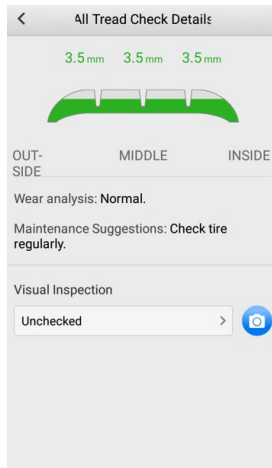 All Tread Check Details
3.5 mm 3.5 mm 3.5 mm
OUT-
SIDE MIDDLE INSIDE
Wear analysis: Normal.
Maintenance Suggestions: Check tire
regularly.
Visual Inspection
Unchecked